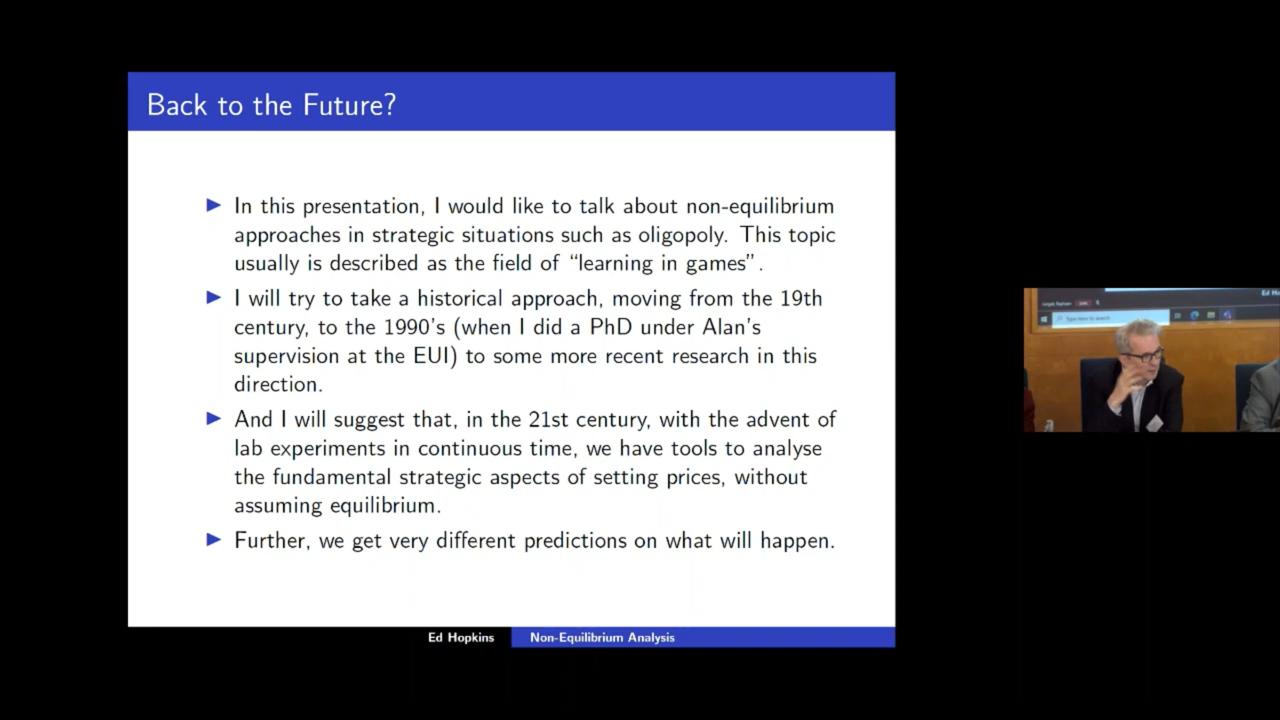 Back to the Future?
▶ In this presentation, I would like to talk about non-equilibrium
approaches in strategic situations such as oligopoly. This topic
usually is described as the field of “learning in games”.
▶ I will try to take a historical approach, moving from the 19th
century, to the 1990's (when I did a PhD under Alan's
supervision at the EUI) to some more recent research in this
direction.
▶ And I will suggest that, in the 21st century, with the advent of
lab experiments in continuous time, we have tools to analyse
the fundamental strategic aspects of setting prices, without
assuming equilibrium.
▶ Further, we get very different predictions on what will happen.
Ed Hopkins
Non-Equilibrium Analysis
Type here to search